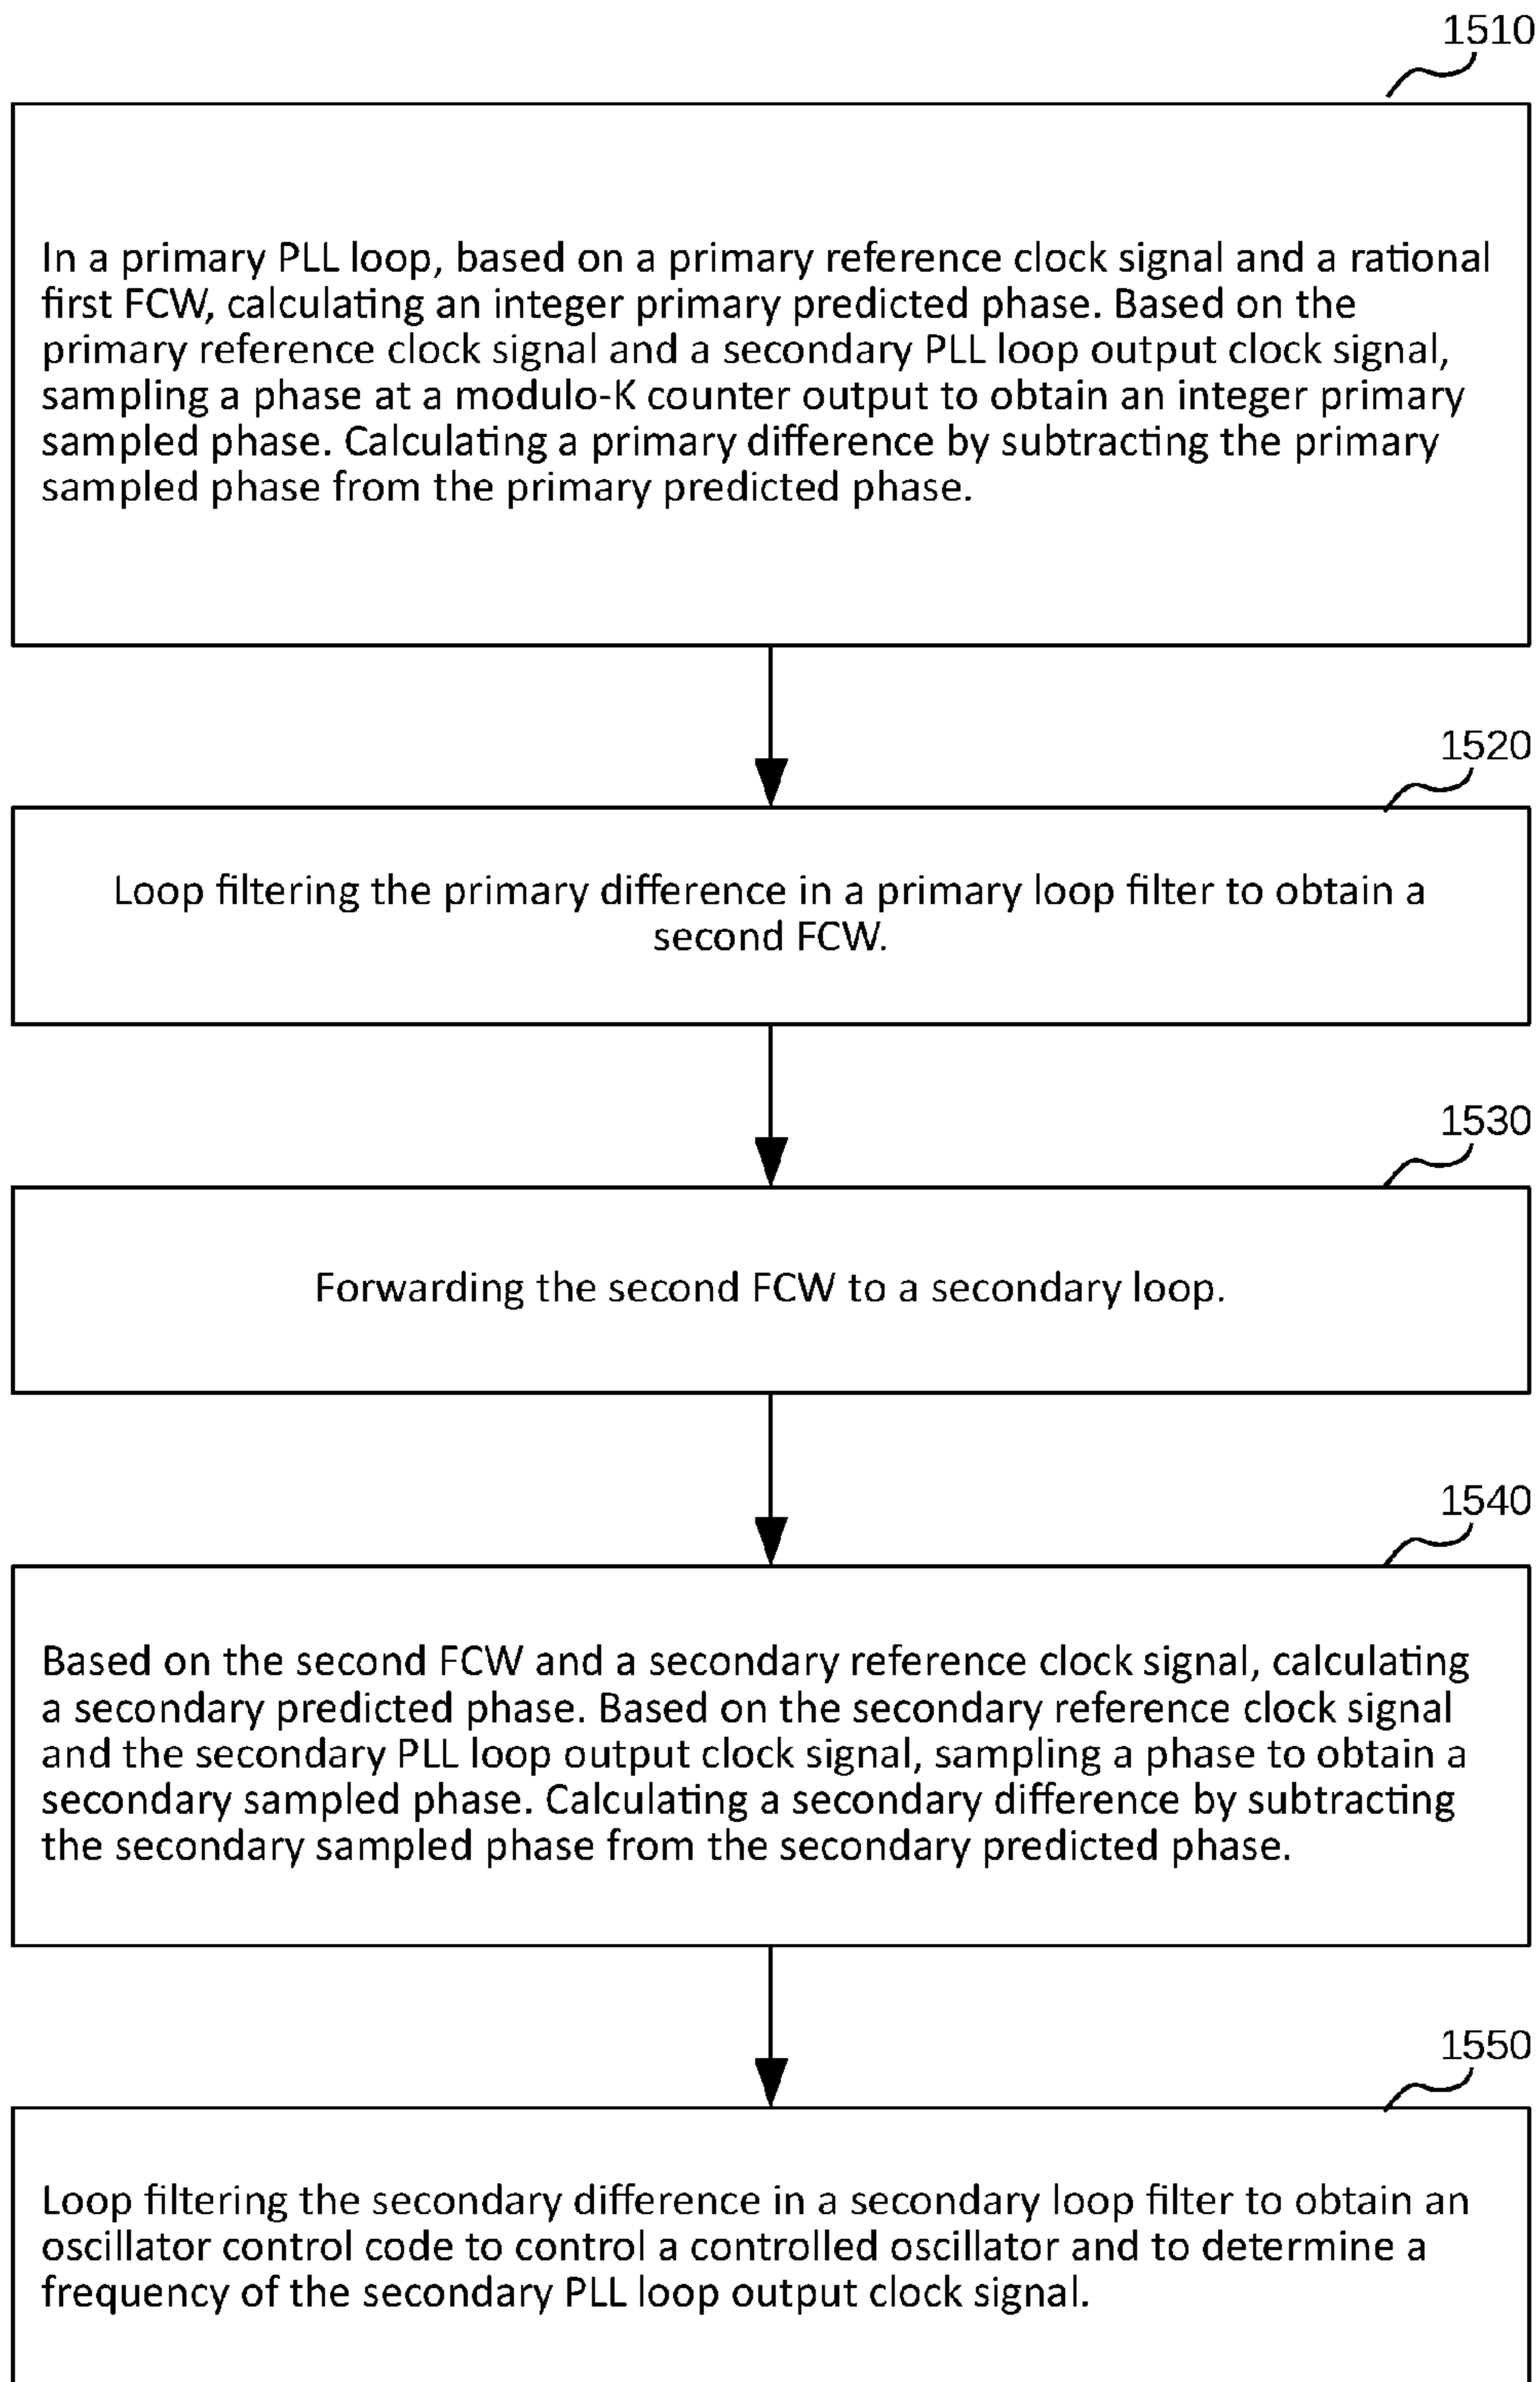 1510
In a primary PLL loop, based on a primary reference clock signal and a rational
first FCW, calculating an integer primary predicted phase. Based on the
primary reference clock signal and a secondary PLL loop output clock signal,
sampling a phase at a modulo-K counter output to obtain an integer primary
sampled phase. Calculating a primary difference by subtracting the primary
sampled phase from the primary predicted phase.
1520
Loop filtering the primary difference in a primary loop filter to obtain a
second FCW.
1530
Forwarding the second FCW to a secondary loop.
1540
Based on the second FCW and a secondary reference clock signal, calculating
a secondary predicted phase. Based on the secondary reference clock signal
and the secondary PLL loop output clock signal, sampling a phase to obtain a
secondary sampled phase. Calculating a secondary difference by subtracting
the secondary sampled phase from the secondary predicted phase.
1550
Loop filtering the secondary difference in a secondary loop filter to obtain an
oscillator control code to control a controlled oscillator and to determine a
frequency of the secondary PLL loop output clock signal.